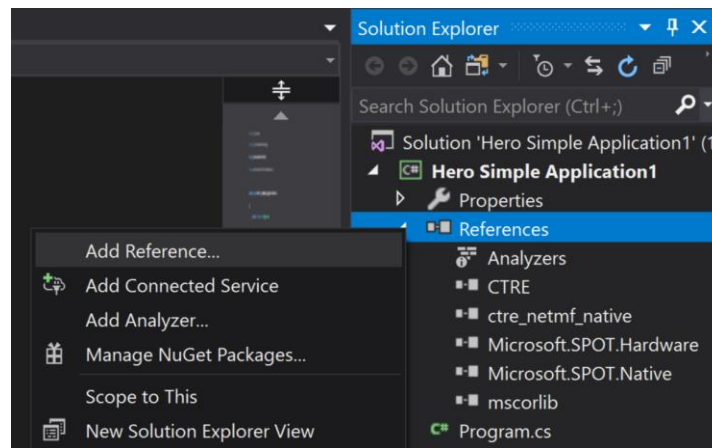 Solution Explorer
Search Solution Explorer (Ctrl+;)
Solution 'Hero Simple Application1' (1
C# Hero Simple Application1
Properties
References
Analyzers
CTRE
ctre_netmf_native
Microsoft.SPOT.Hardware
Microsoft.SPOT.Native
mscorlib
C# Program.cs
Add Reference...
Add Connected Service
Add Analyzer...
Manage NuGet Packages...
Scope to This
New Solution Explorer View